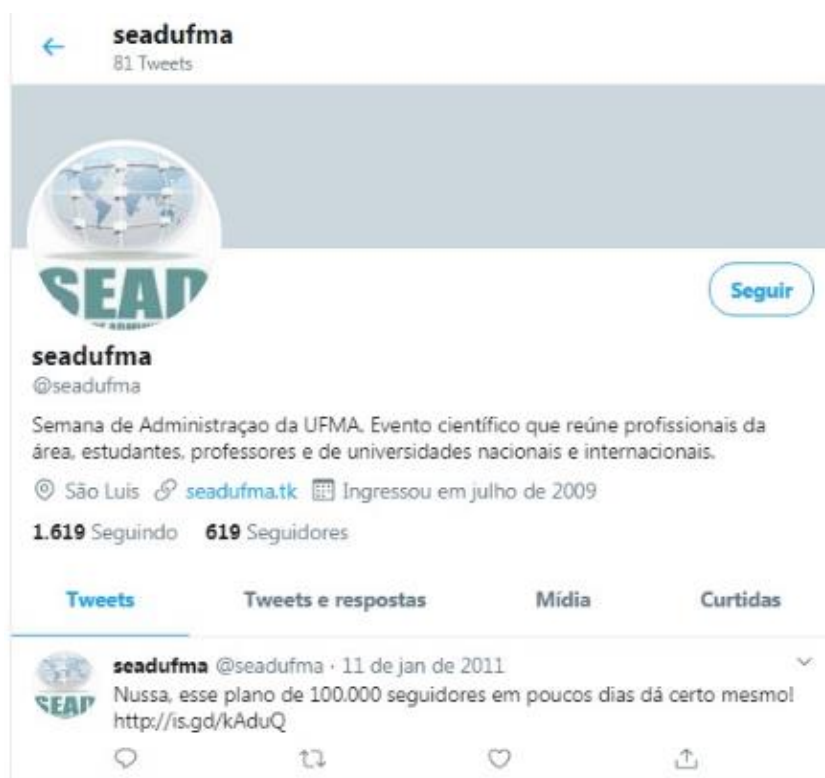 seadufma
81 Tweets
SEAD
seadufma
@seadufma
Seguir
Semana de Administraçao da UFMA. Evento científico que reúne profissionais da
área, estudantes, professores e de universidades nacionais e internacionais.
São Luís seadufma.tk Ingressou em julho de 2009
1.619 Seguindo 619 Seguidores
Tweets Tweets e respostas Mídia Curtidas
seadufma @seadufma · 11 de jan de 2011
Nussa, esse plano de 100.000 seguidores em poucos dias dá certo mesmo!
SEAD
http://is.gd/kAduQ